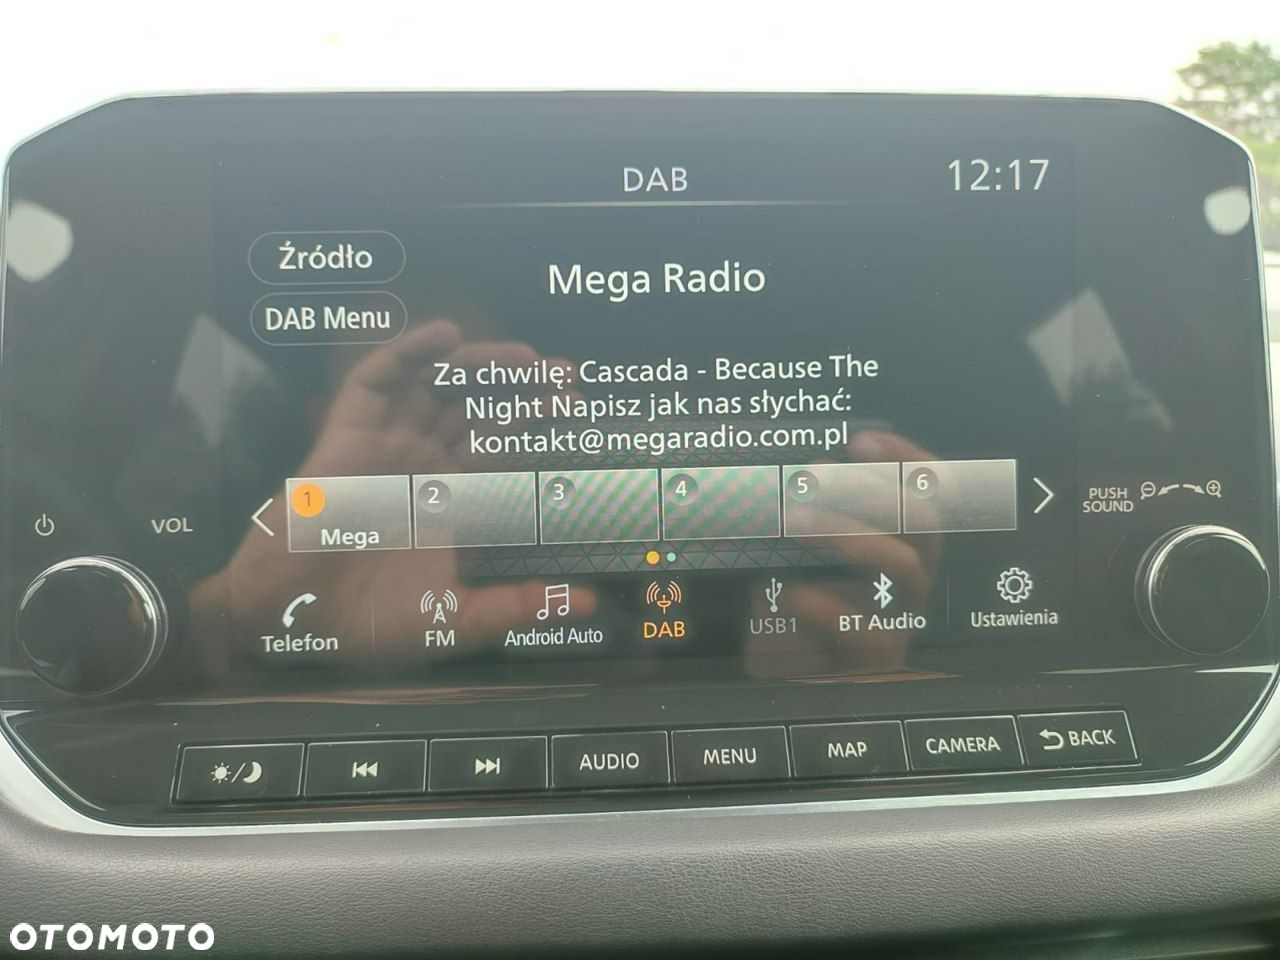 DAB
12:17
Źródło
DAB Menu
Mega Radio
Za chwilę: Cascada - Because The
Night Napisz jak nas słychać:
kontakt@megaradio.com.pl
1 2 3 4 5 6
Mega
VOL
PUSH
SOUND
Telefon FM Android Auto DAB USB1 BT Audio Ustawienia
AUDIO MENU MAP CAMERA BACK
OTOMOTO